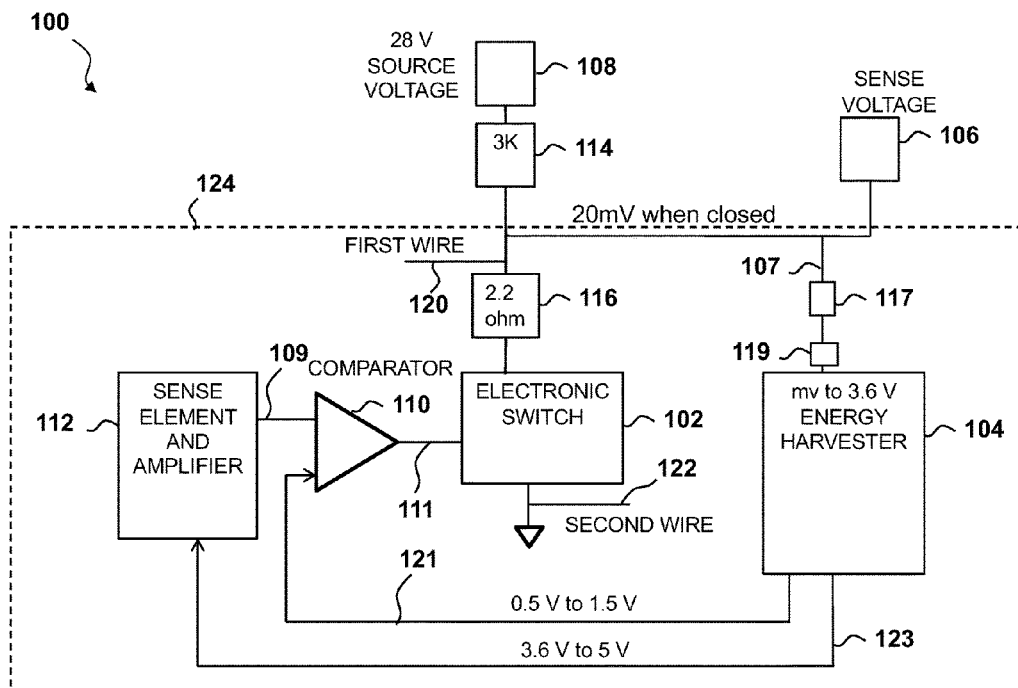 100
28 V
SOURCE
VOLTAGE
108
SENSE
VOLTAGE
3K
114
106
124
20mV when closed
FIRST WIRE
120
107
2.2
ohm
116
117
119
109
COMPARATOR
110
SENSE
ELEMENT
AND
AMPLIFIER
112
ELECTRONIC
SWITCH
102
mv to 3.6 V
ENERGY
HARVESTER
104
111
122
SECOND WIRE
121
0.5 V to 1.5 V
3.6 V to 5 V
123